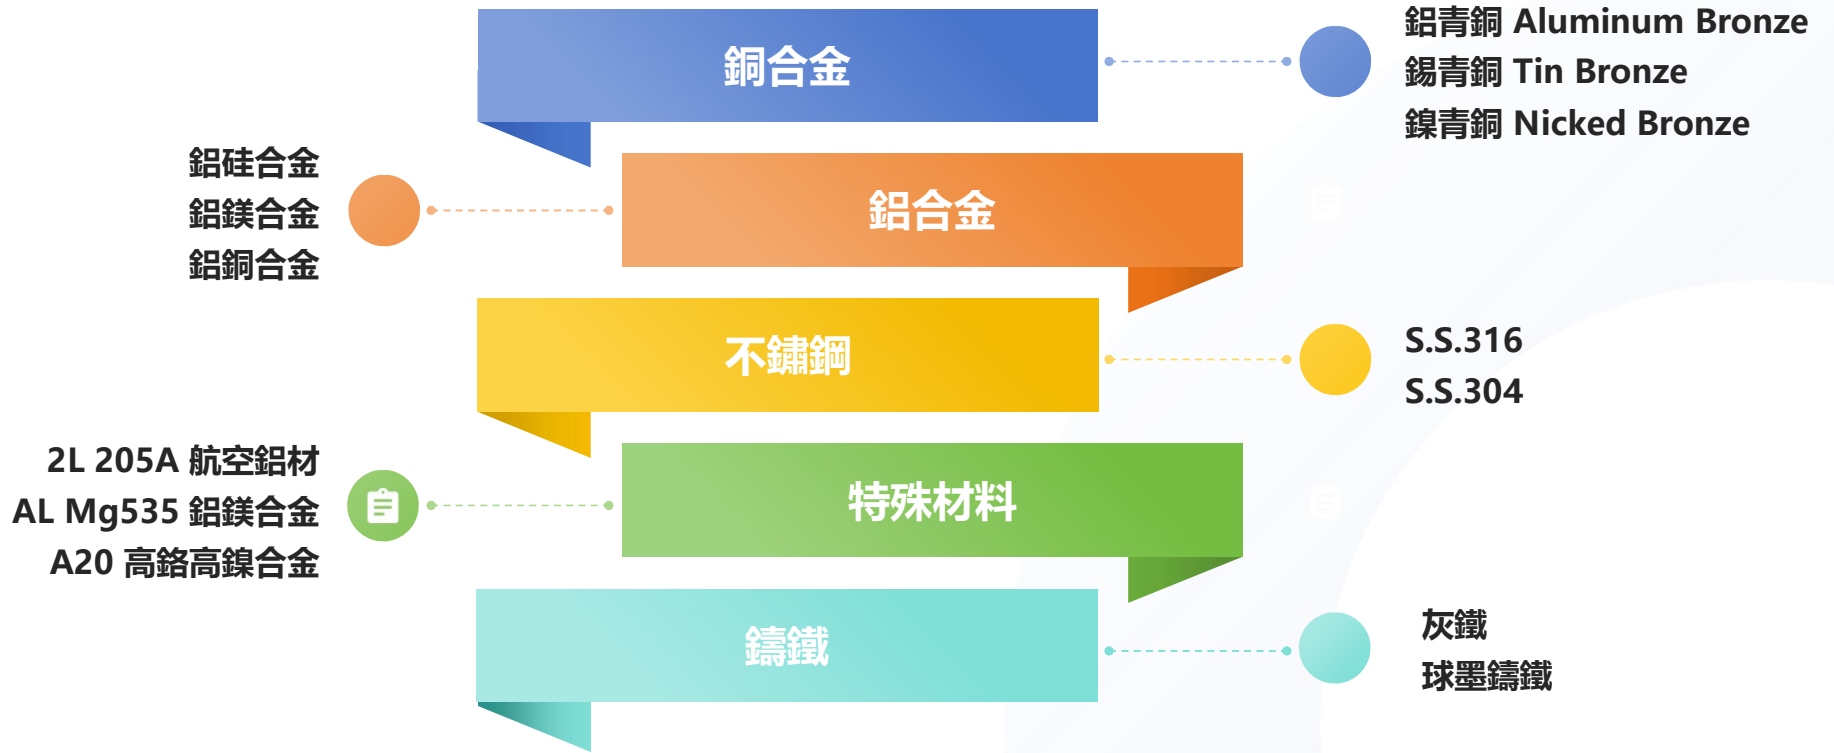 銅合金
鋁青銅 Aluminum Bronze
錫青銅 Tin Bronze
鎳青銅 Nicked Bronze
鋁合金
鋁硅合金
鋁鎂合金
鋁銅合金
不鏽鋼
S.S.316
S.S.304
特殊材料
2L 205A 航空鋁材
AL Mg535 鋁鎂合金
A20 高鉻高鎳合金
鑄鐵
灰鐵
球墨鑄鐵